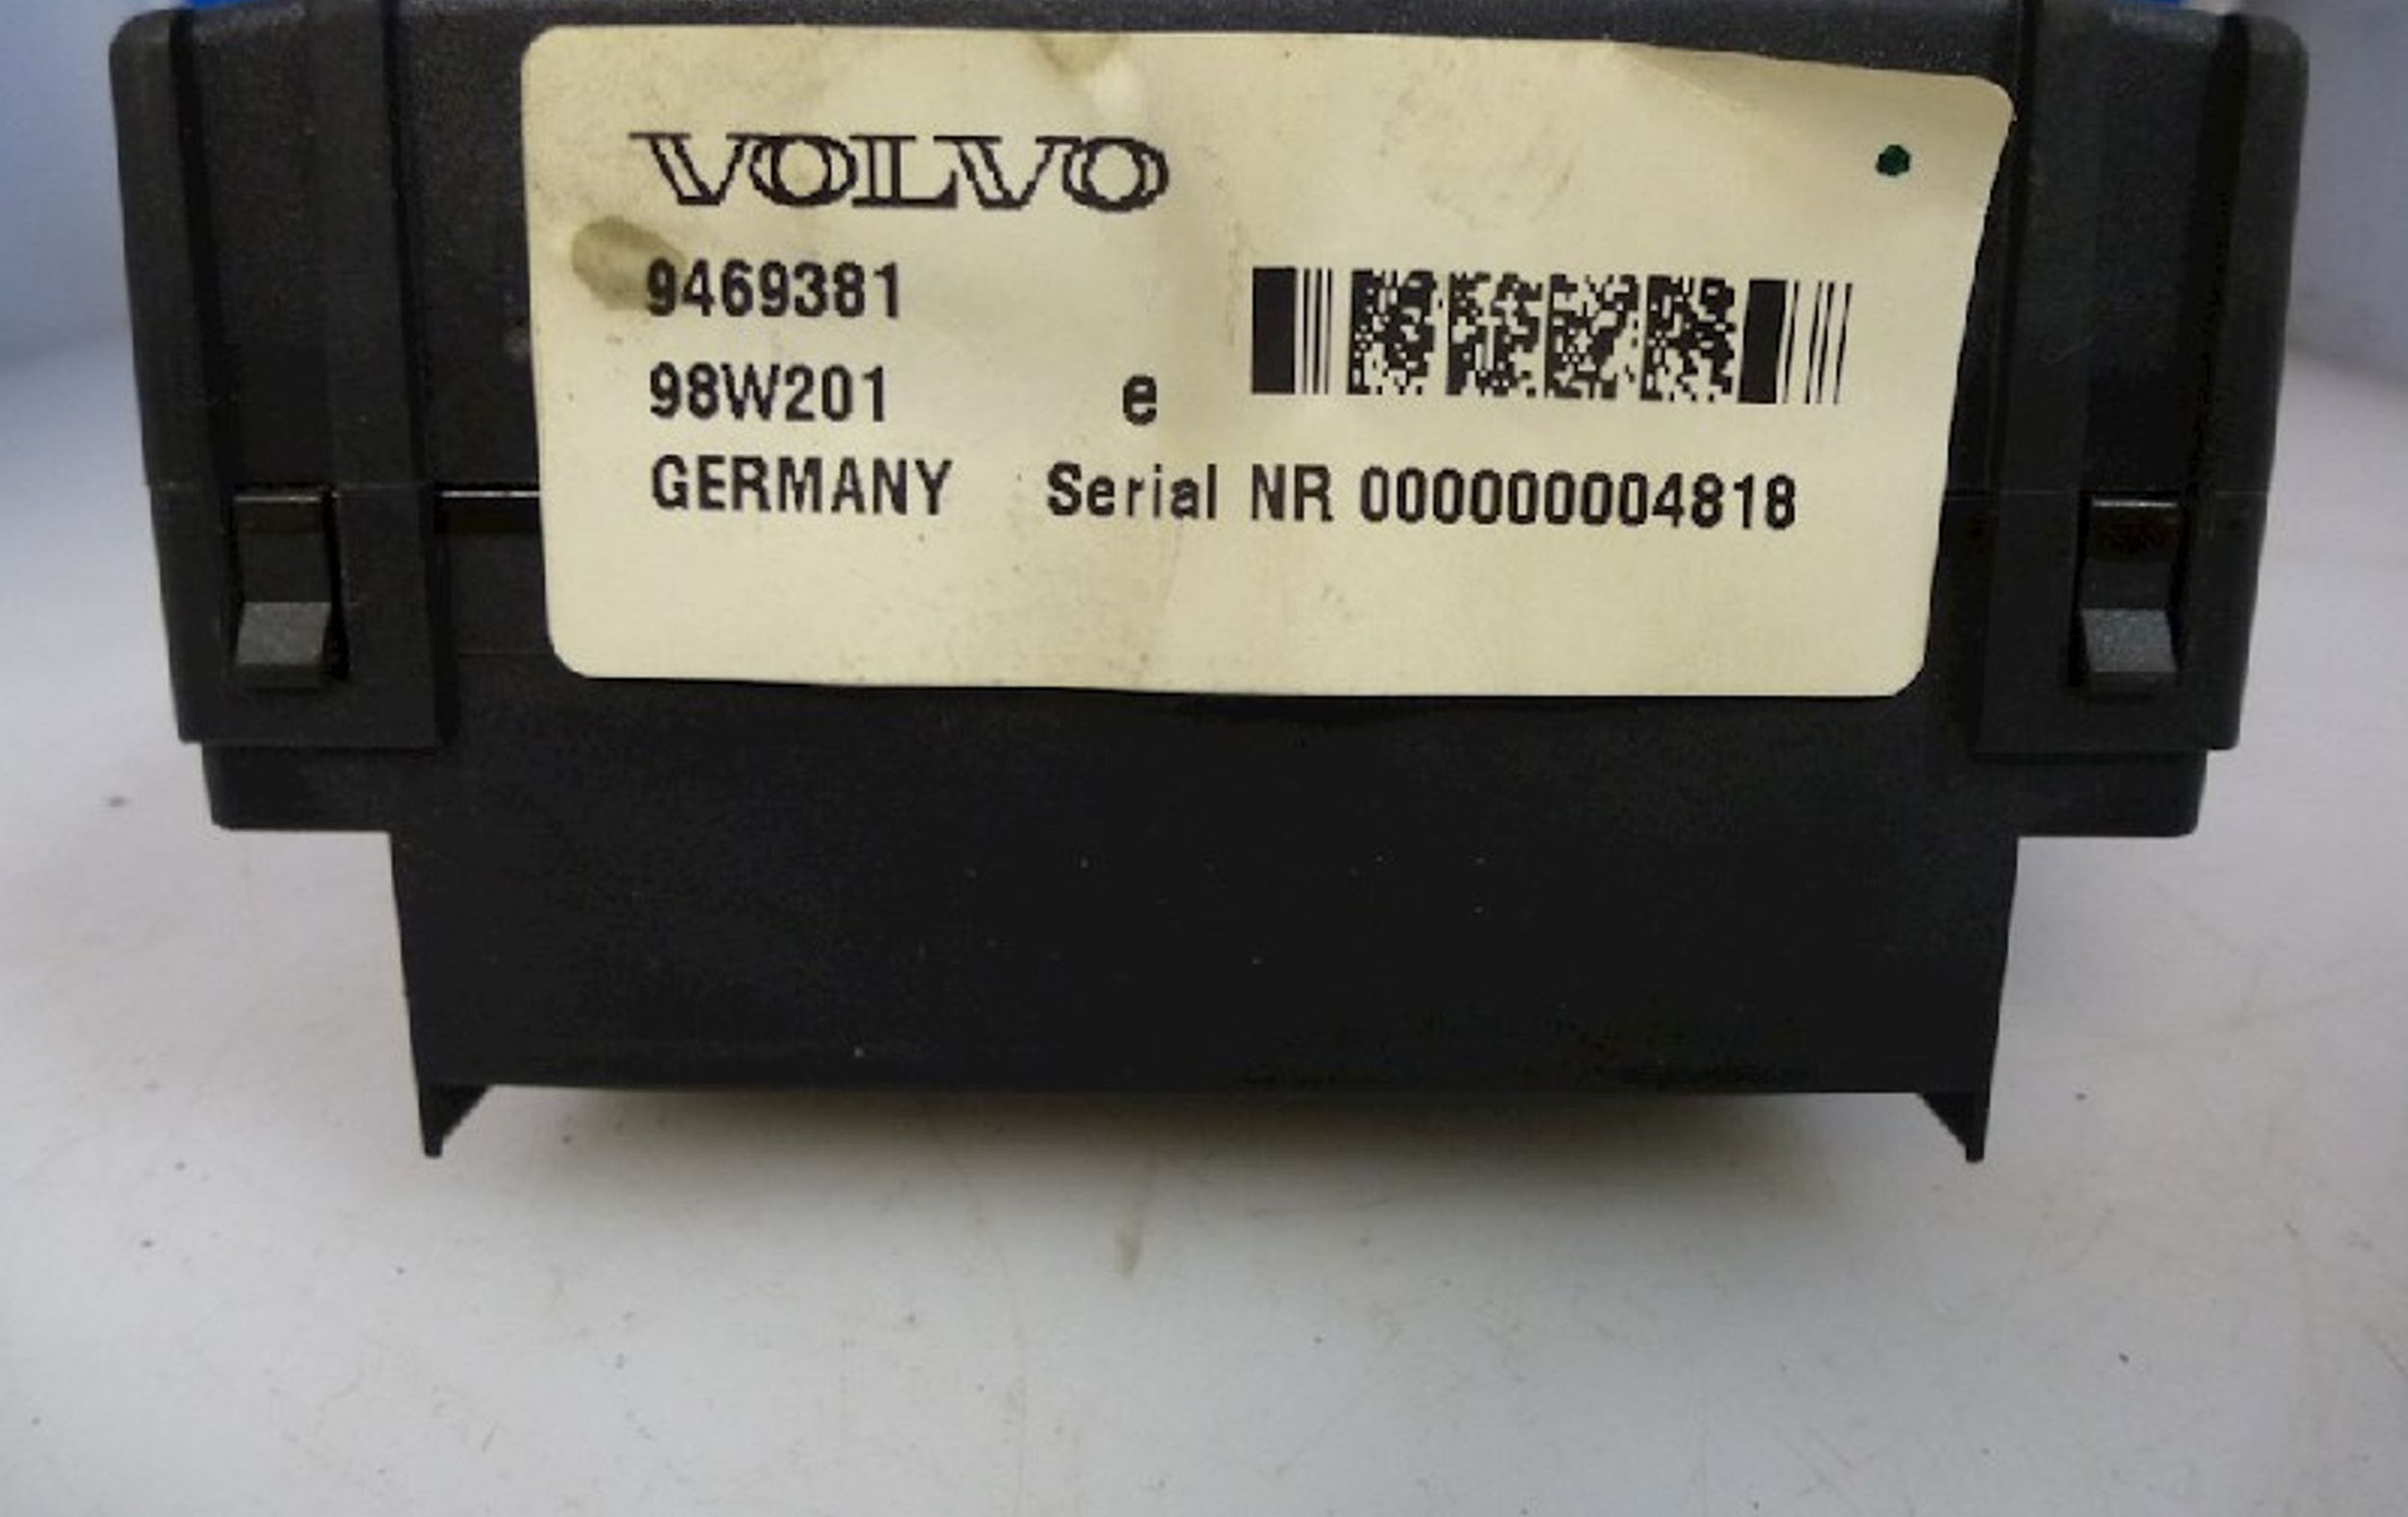 VOLVO
9469381
98W201 e
GERMANY Serial NR 000000004818